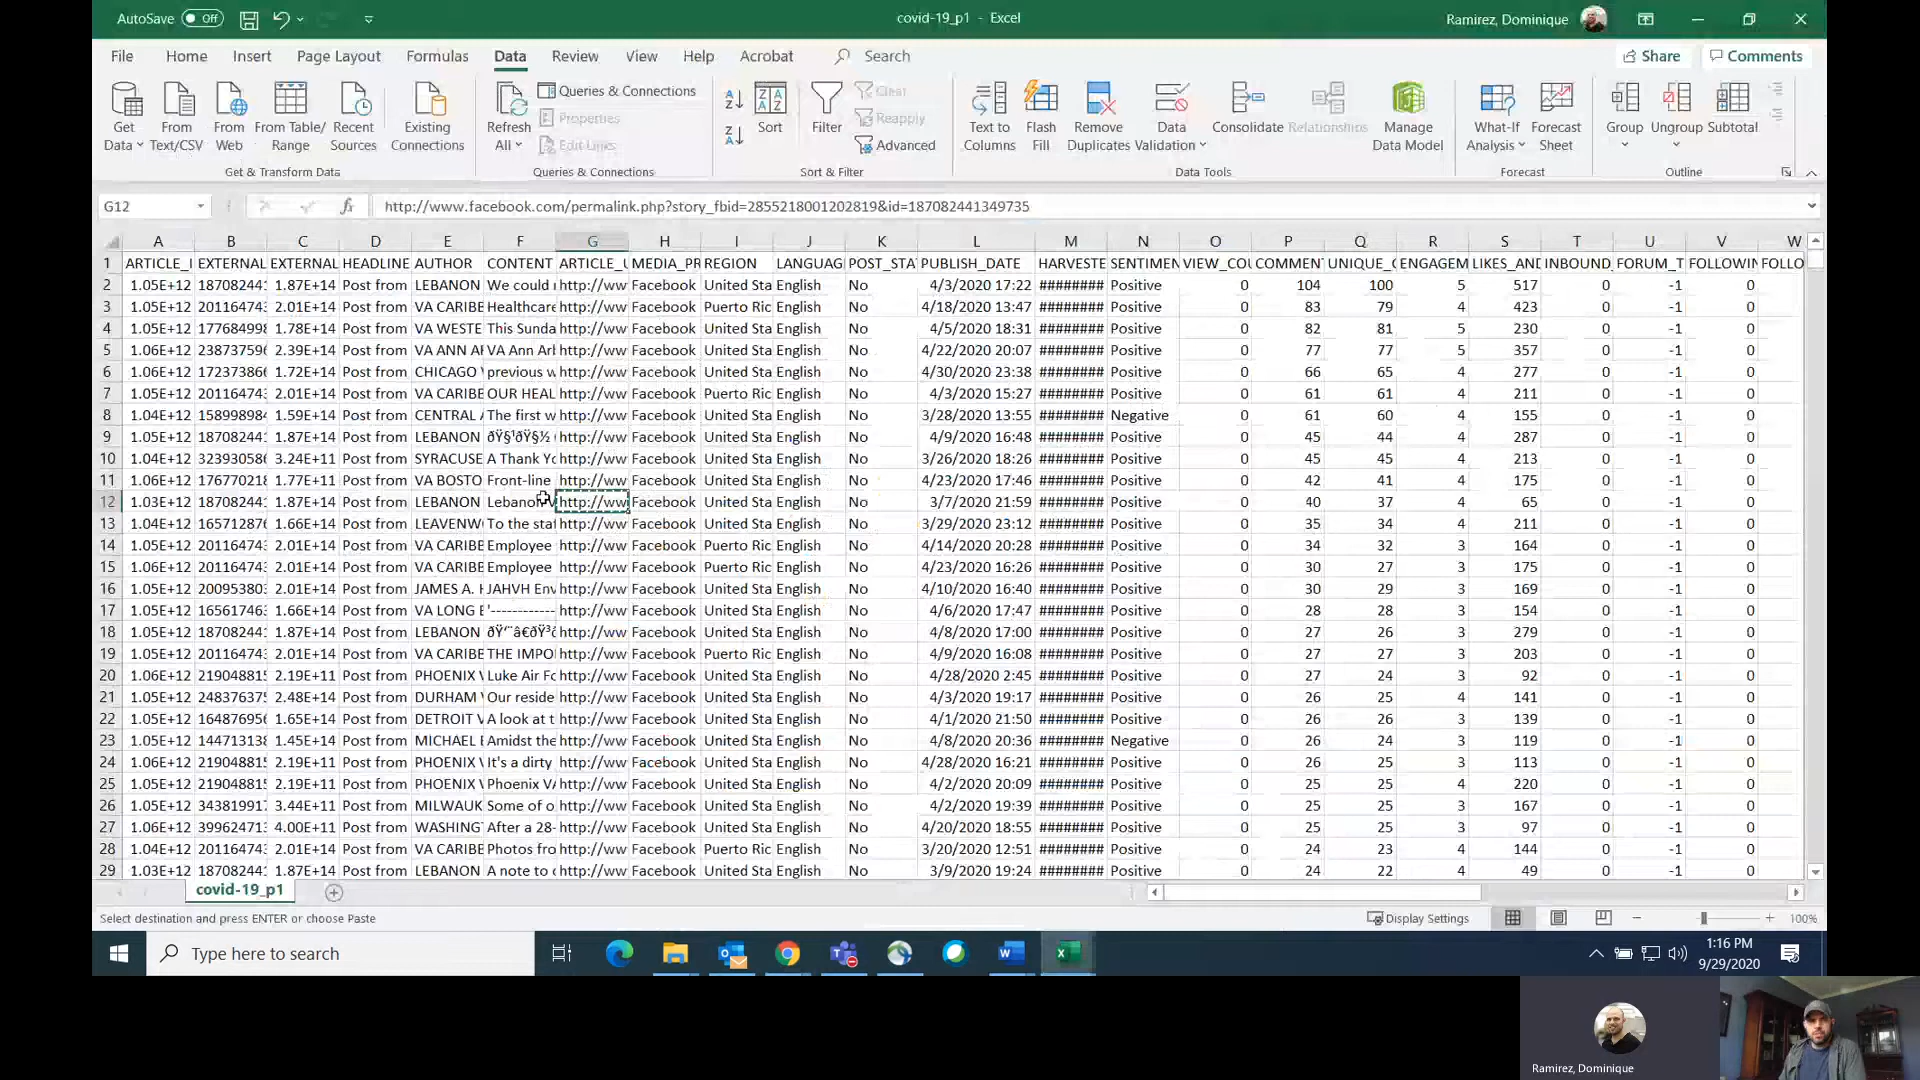 AutoSave Off covid-19_p1 - Excel Ramirez, Dominique
File Home Insert Page Layout Formulas Data Review View Help Acrobat Search Share Comments
Get Data From Text/CSV From Web From Table/ Range Recent Sources Existing Connections
Refresh All Queries & Connections Properties Edit Links
Sort Filter Clear Reapply Advanced
Text to Columns Flash Fill Remove Duplicates Data Validation Consolidate Relationships Manage Data Model
What-If Analysis Forecast Sheet Group Ungroup Subtotal
Get & Transform Data Queries & Connections Sort & Filter Data Tools Forecast Outline
G12 fx http://www.facebook.com/permalink.php?story_fbid=2855218001202819&id=187082441349735
A B C D E F G H I J K L M N O P Q R S T U V W
1 ARTICLE_I EXTERNAL EXTERNAL HEADLINE AUTHOR CONTENT ARTICLE_U MEDIA_PR REGION LANGUAG POST_STA PUBLISH_DATE HARVESTE SENTIMEN VIEW_COU COMMEN UNIQUE_C ENGAGEM LIKES_AND INBOUND_ FORUM_T FOLLOWIN FOLLO
2 1.05E+12 187082441 1.87E+14 Post from LEBANON We could http://ww Facebook United Sta English No 4/3/2020 17:22 ######## Positive 0 104 100 5 517 0 -1 0
3 1.05E+12 201164743 2.01E+14 Post from VA CARIBE Healthcare http://ww Facebook Puerto Ric English No 4/18/2020 13:47 ######## Positive 0 83 79 4 423 0 -1 0
4 1.05E+12 177684998 1.78E+14 Post from VA WESTE This Sunda http://ww Facebook United Sta English No 4/5/2020 18:31 ######## Positive 0 82 81 5 230 0 -1 0
5 1.06E+12 238737596 2.39E+14 Post from VA ANN AR VA Ann Arb http://ww Facebook United Sta English No 4/22/2020 20:07 ######## Positive 0 77 77 5 357 0 -1 0
6 1.06E+12 172373866 1.72E+14 Post from CHICAGO previous w http://ww Facebook United Sta English No 4/30/2020 23:38 ######## Positive 0 66 65 4 277 0 -1 0
7 1.05E+12 201164743 2.01E+14 Post from VA CARIBE OUR HEAL http://ww Facebook Puerto Ric English No 4/3/2020 15:27 ######## Positive 0 61 61 4 211 0 -1 0
8 1.04E+12 158998984 1.59E+14 Post from CENTRAL The first w http://ww Facebook United Sta English No 3/28/2020 13:55 ######## Negative 0 61 60 4 155 0 -1 0
9 1.05E+12 187082441 1.87E+14 Post from LEBANON ðŸ§¹ðŸ§½ http://ww Facebook United Sta English No 4/9/2020 16:48 ######## Positive 0 45 44 4 287 0 -1 0
10 1.04E+12 323930586 3.24E+11 Post from SYRACUSE A Thank Yo http://ww Facebook United Sta English No 3/26/2020 18:26 ######## Positive 0 45 45 4 213 0 -1 0
11 1.06E+12 176770218 1.77E+11 Post from VA BOSTO Front-line http://ww Facebook United Sta English No 4/23/2020 17:46 ######## Positive 0 42 41 4 175 0 -1 0
12 1.03E+12 187082441 1.87E+14 Post from LEBANON Lebanon V http://ww Facebook United Sta English No 3/7/2020 21:59 ######## Positive 0 40 37 4 65 0 -1 0
13 1.04E+12 165712876 1.66E+14 Post from LEAVENW To the staf http://ww Facebook United Sta English No 3/29/2020 23:12 ######## Positive 0 35 34 4 211 0 -1 0
14 1.05E+12 201164743 2.01E+14 Post from VA CARIBE Employee http://ww Facebook Puerto Ric English No 4/14/2020 20:28 ######## Positive 0 34 32 3 164 0 -1 0
15 1.06E+12 201164743 2.01E+14 Post from VA CARIBE Employee http://ww Facebook Puerto Ric English No 4/23/2020 16:26 ######## Positive 0 30 27 3 175 0 -1 0
16 1.05E+12 200953803 2.01E+14 Post from JAMES A. H JAHVH Env http://ww Facebook United Sta English No 4/10/2020 16:40 ######## Positive 0 30 29 3 169 0 -1 0
17 1.05E+12 165617463 1.66E+14 Post from VA LONG B '------------ http://ww Facebook United Sta English No 4/6/2020 17:47 ######## Positive 0 28 28 3 154 0 -1 0
18 1.05E+12 187082441 1.87E+14 Post from LEBANON http://ww Facebook United Sta English No 4/8/2020 17:00 ######## Positive 0 27 26 3 279 0 -1 0
19 1.05E+12 201164743 2.01E+14 Post from VA CARIBE THE IMPO http://ww Facebook Puerto Ric English No 4/9/2020 16:08 ######## Positive 0 27 27 3 203 0 -1 0
20 1.06E+12 219048815 2.19E+11 Post from PHOENIX V Luke Air Fo http://ww Facebook United Sta English No 4/28/2020 2:45 ######## Positive 0 27 24 3 92 0 -1 0
21 1.05E+12 248376375 2.48E+14 Post from DURHAM V Our reside http://ww Facebook United Sta English No 4/3/2020 19:17 ######## Positive 0 26 26 4 141 0 -1 0
22 1.05E+12 164876956 1.65E+14 Post from DETROIT V A look at t http://ww Facebook United Sta English No 4/1/2020 21:50 ######## Positive 0 26 26 3 139 0 -1 0
23 1.05E+12 144713138 1.45E+14 Post from MICHAEL E Amidst the http://ww Facebook United Sta English No 4/8/2020 20:36 ######## Negative 0 26 24 3 119 0 -1 0
24 1.06E+12 219048815 2.19E+11 Post from PHOENIX V It's a dirty http://ww Facebook United Sta English No 4/28/2020 16:21 ######## Positive 0 26 25 3 113 0 -1 0
25 1.05E+12 219048815 2.19E+11 Post from PHOENIX V Phoenix VA http://ww Facebook United Sta English No 4/2/2020 20:09 ######## Positive 0 25 25 4 220 0 -1 0
26 1.05E+12 343819917 3.44E+11 Post from MILWAUK Some of o http://ww Facebook United Sta English No 4/2/2020 19:39 ######## Positive 0 25 25 3 167 0 -1 0
27 1.06E+12 399624713 4.00E+11 Post from WASHING After a 28- http://ww Facebook United Sta English No 4/20/2020 18:55 ######## Positive 0 25 25 3 97 0 -1 0
28 1.04E+12 201164743 2.01E+14 Post from VA CARIBE Photos fro http://ww Facebook Puerto Ric English No 3/20/2020 12:51 ######## Positive 0 24 23 4 144 0 -1 0
29 1.03E+12 187082441 1.87E+14 Post from LEBANON A note to http://ww Facebook United Sta English No 3/9/2020 19:24 ######## Positive 0 24 22 4 49 0 -1 0
covid-19_p1
Select destination and press ENTER or choose Paste Display Settings 100%
Type here to search
1:16 PM
9/29/2020
Ramirez, Dominique